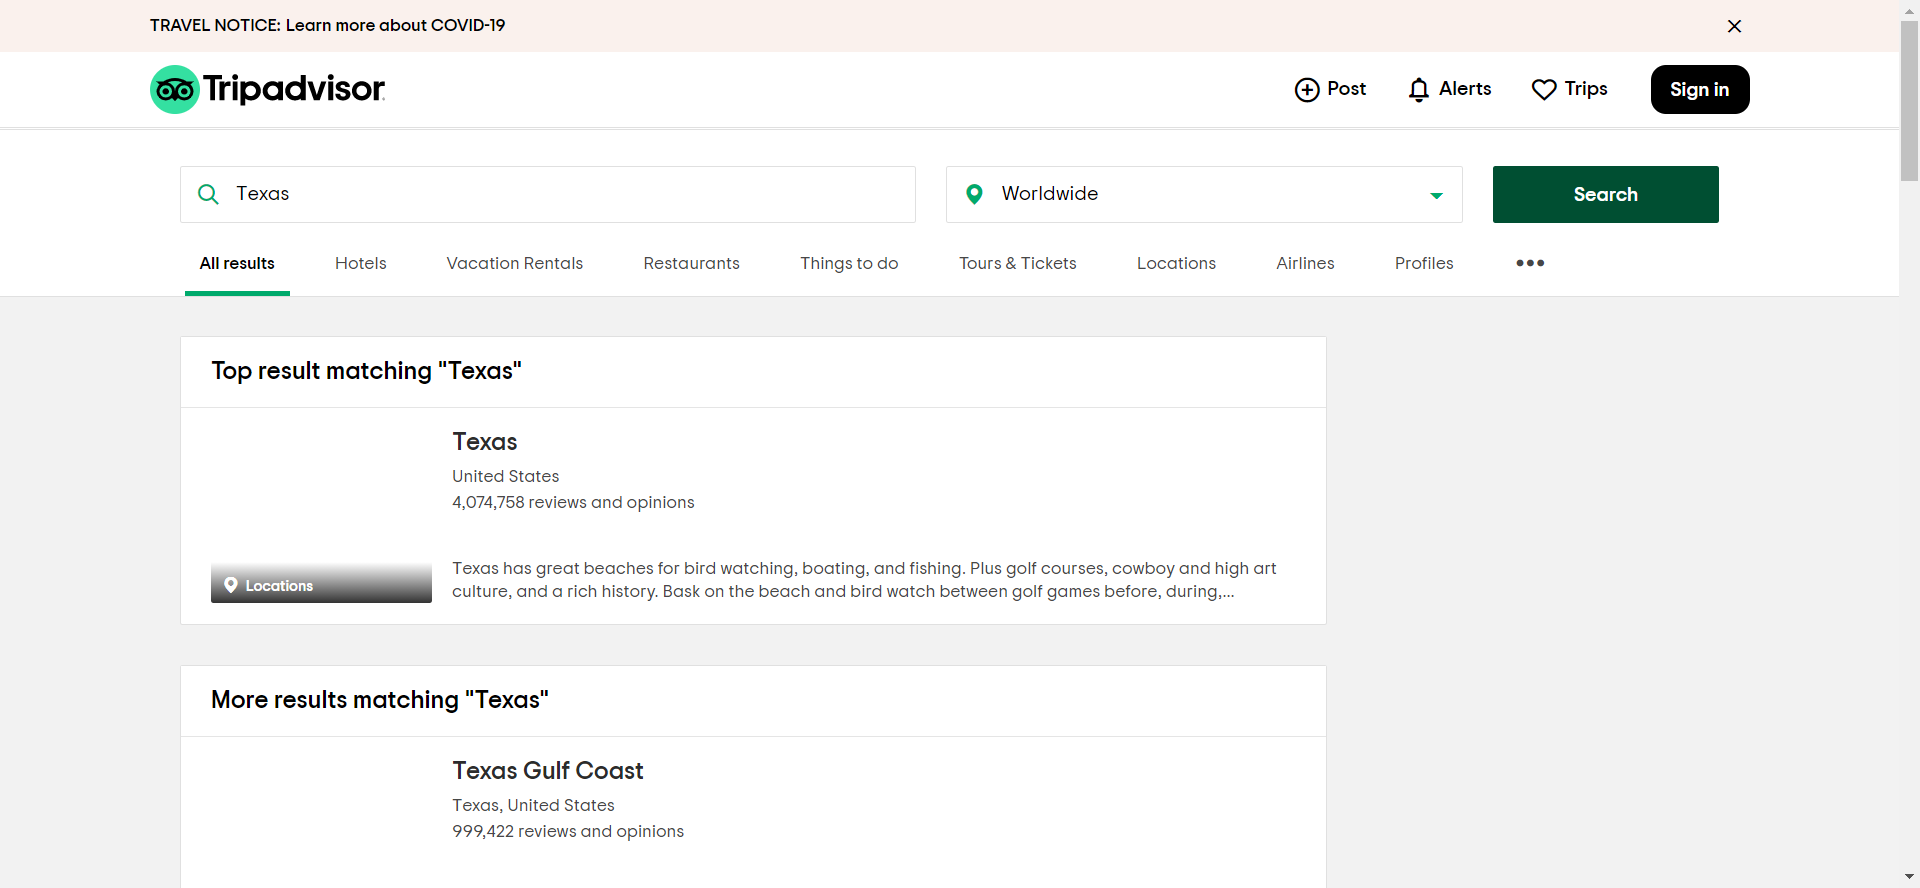 TRAVEL NOTICE: Learn more about COVID-19
Tripadvisor
Post
Alerts
Trips
Sign in
Texas
Worldwide
Search
All results
Hotels
Vacation Rentals
Restaurants
Things to do
Tours & Tickets
Locations
Airlines
Profiles
Top result matching "Texas"
Texas
United States
4,074,758 reviews and opinions
Locations
Texas has great beaches for bird watching, boating, and fishing. Plus golf courses, cowboy and high art
culture, and a rich history. Bask on the beach and bird watch between golf games before, during,...
More results matching "Texas"
Texas Gulf Coast
Texas, United States
999,422 reviews and opinions